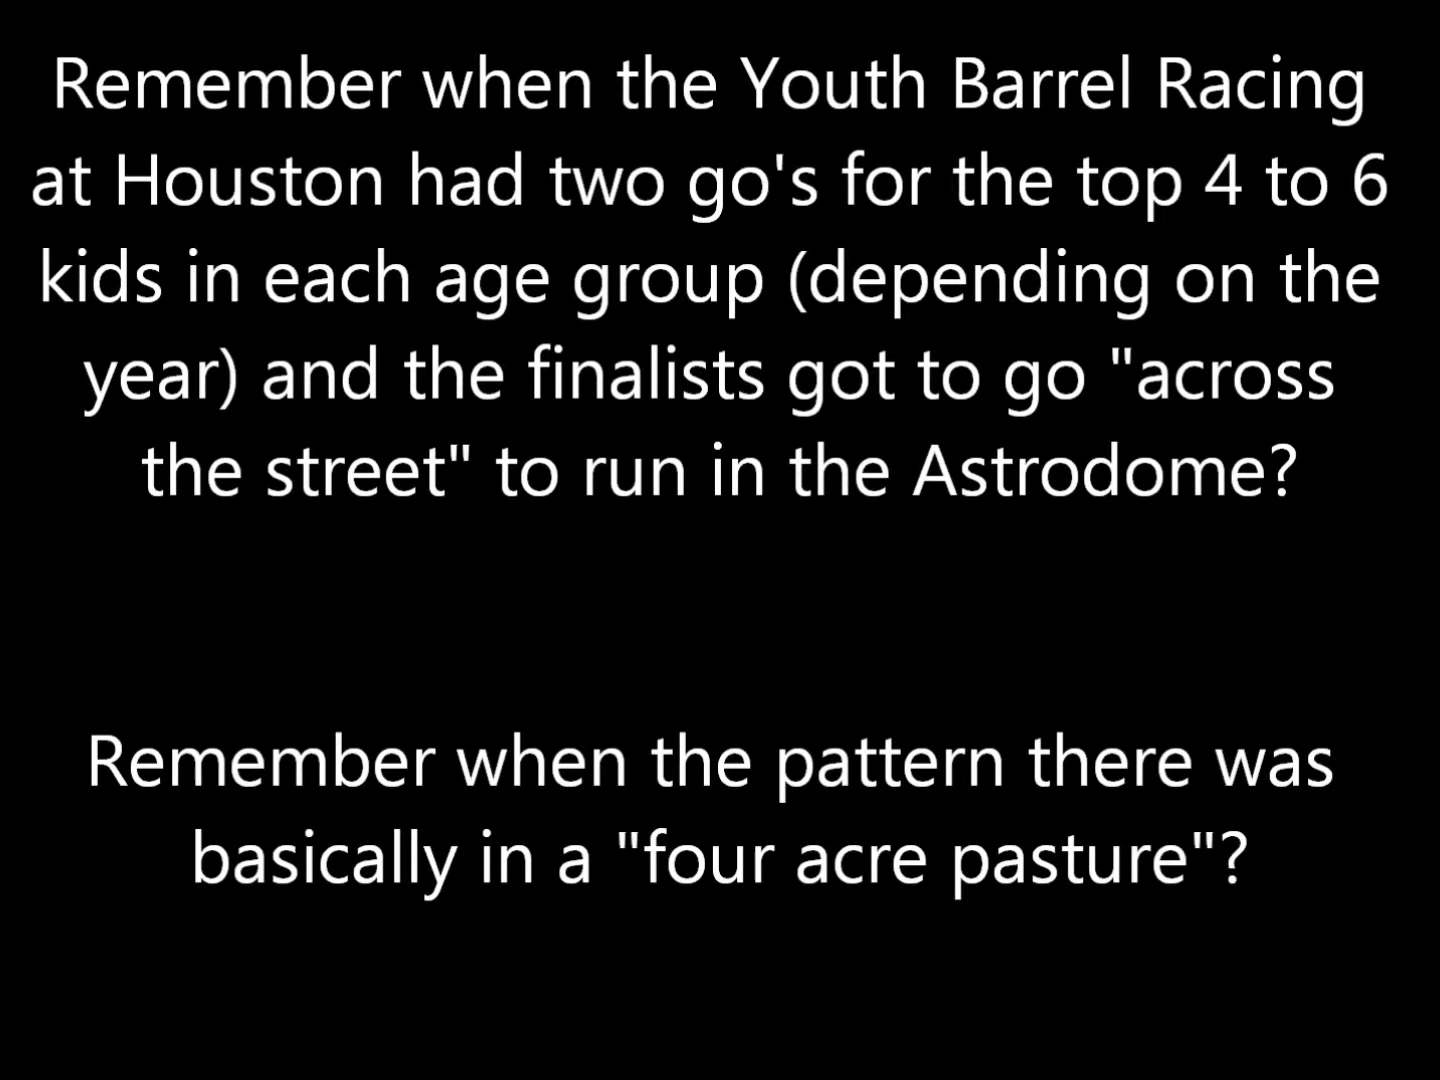 Remember when the Youth Barrel Racing
at Houston had two go's for the top 4 to 6
kids in each age group (depending on the
year) and the finalists got to go "across
the street" to run in the Astrodome?
Remember when the pattern there was
basically in a "four acre pasture"?